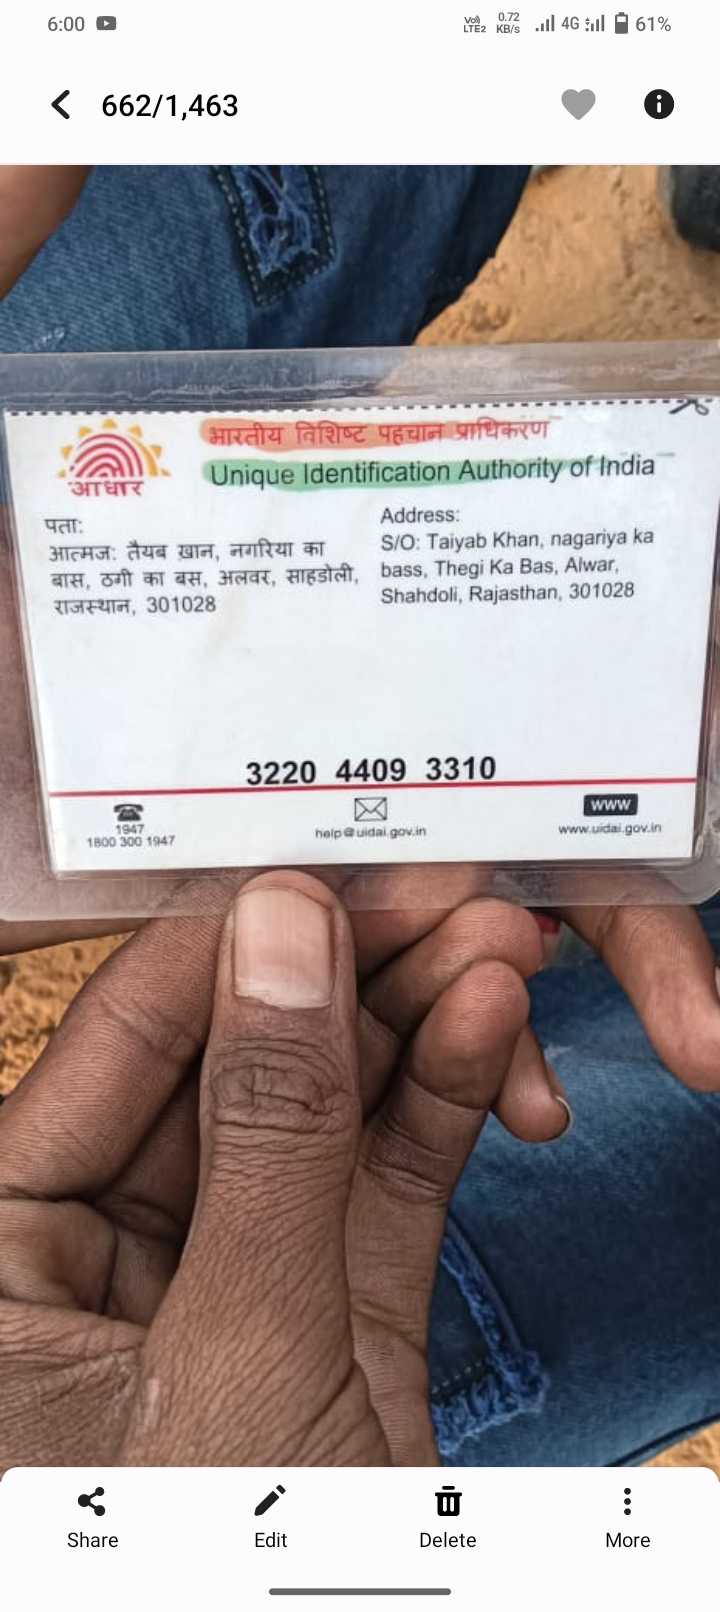 6:00
Vo) 0.72 4G 61%
LTE2 KB/s
662/1,463
भारतीय विशिष्ट पहचान प्राधिकरण
Unique Identification Authority of India
आधार
पता:
आत्मज: तैयब ख़ान, नगरिया का
बास, ठगी का बस, अलवर, साहडोली,
राजस्थान, 301028
Address:
S/O: Taiyab Khan, nagariya ka
bass, Thegi Ka Bas, Alwar,
Shahdoli, Rajasthan, 301028
3220 4409 3310
1947
1800 300 1947
help@uidai.gov.in
www
www.uidai.gov.in
Share
Edit
Delete
More